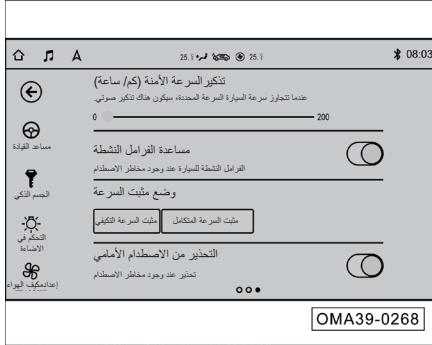 25.5 25.5 08:03
تذكير السرعة الأمنة (كم/ ساعة)
عندما تتجاوز سرعة السيارة السرعة المحددة، سيكون هناك تذكير صوتي.
0 200
مساعد القيادة
مساعدة الفرامل النشطة
الفرامل النشطة للسيارة عند وجود مخاطر الاصطدام
الجسم الذكي
وضع مثبت السرعة
مثبت السرعة المتكامل
مثبت السرعة التكيفي
التحكم في
الاضاءة
التحذير من الاصطدام الأمامي
تحذير عند وجود مخاطر الاصطدام
إعدادمكيف الهواء
OMA39-0268